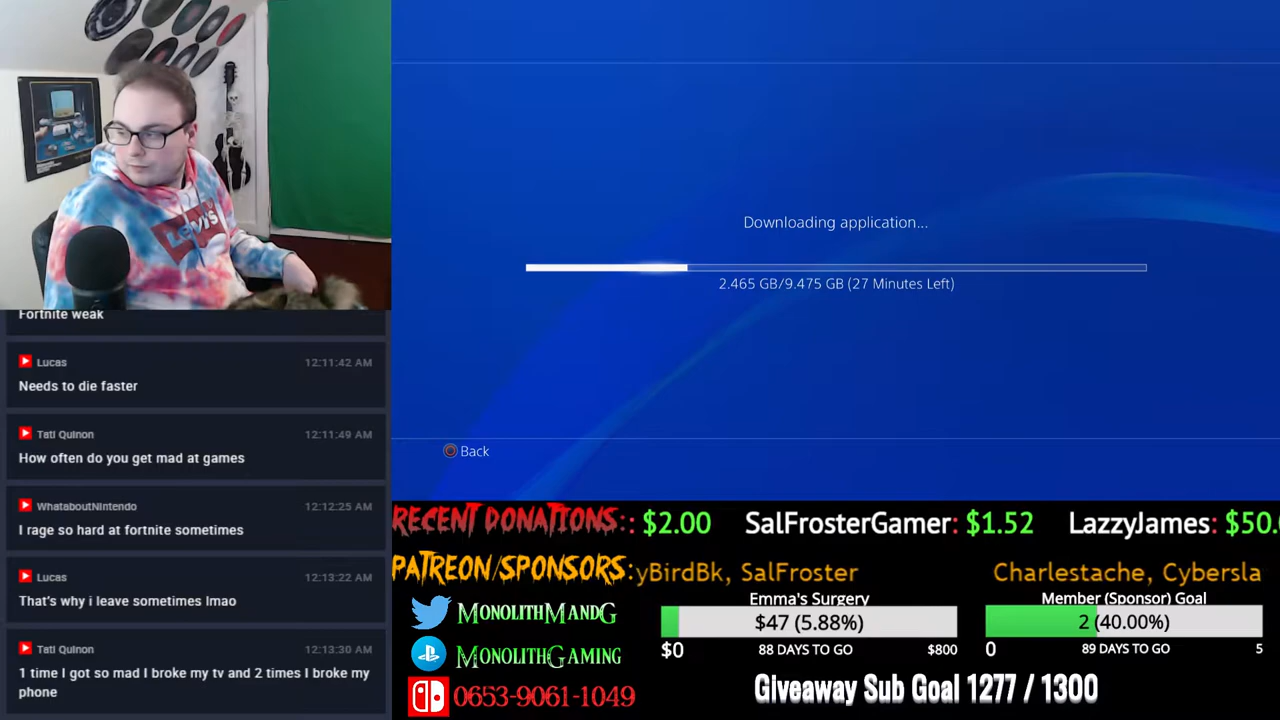 LEVI'S
Fortnite weak
Lucas 12:11:42 AM
Needs to die faster
Tati Quinon 12:11:49 AM
How often do you get mad at games
WhataboutNintendo 12:12:25 AM
I rage so hard at fortnite sometimes
Lucas 12:13:22 AM
That's why i leave sometimes lmao
Tati Quinon 12:13:30 AM
1 time I got so mad I broke my tv and 2 times I broke my
phone
Downloading application...
2.465 GB/9.475 GB (27 Minutes Left)
Back
RECENT DONATIONS:: $2.00 SalFrosterGamer: $1.52 LazzyJames: $50.
PATREON/SPONSORS: yBirdBk, SalFroster Charlestache, Cybersla
MonolithMandG
MonolithGaming
0653-9061-1049
Emma's Surgery
$47 (5.88%)
$0 88 DAYS TO GO $800
Member (Sponsor) Goal
2 (40.00%)
0 89 DAYS TO GO 5
Giveaway Sub Goal 1277 / 1300